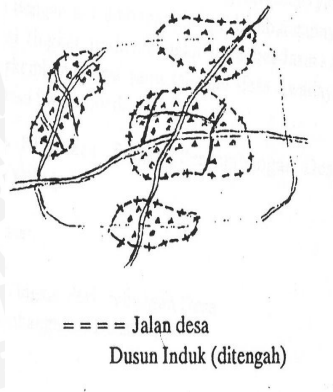 ==== Jalan desa
Dusun Induk (ditengah)